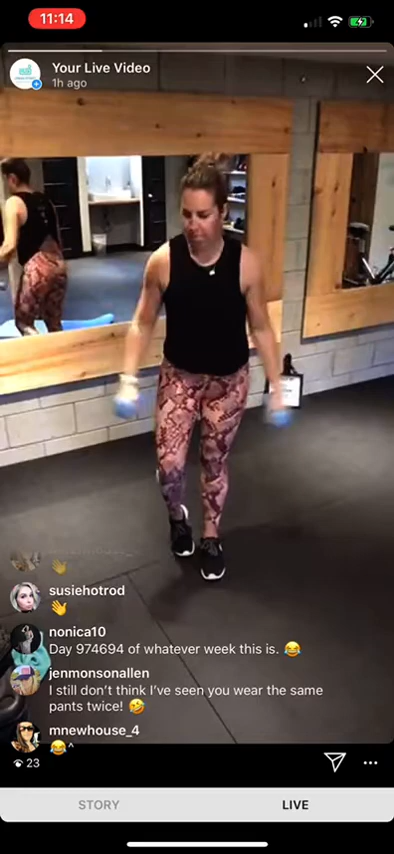 11:14
Your Live Video
1h ago
susiehotrod
👋
nonica10
Day 974694 of whatever week this is. 😂
jenmonsonallen
I still don’t think I’ve seen you wear the same
pants twice! 🤣
mnewhouse_4
😂^
23
STORY
LIVE